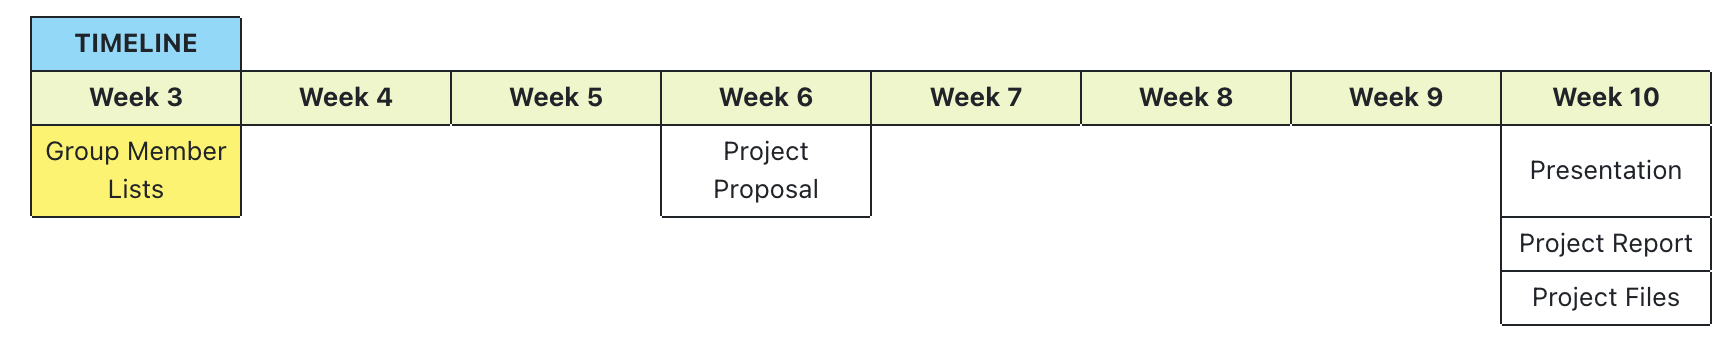 TIMELINE
Week 3 Week 4 Week 5 Week 6 Week 7 Week 8 Week 9 Week 10
Group Member
Lists
Project
Proposal
Presentation
Project Report
Project Files